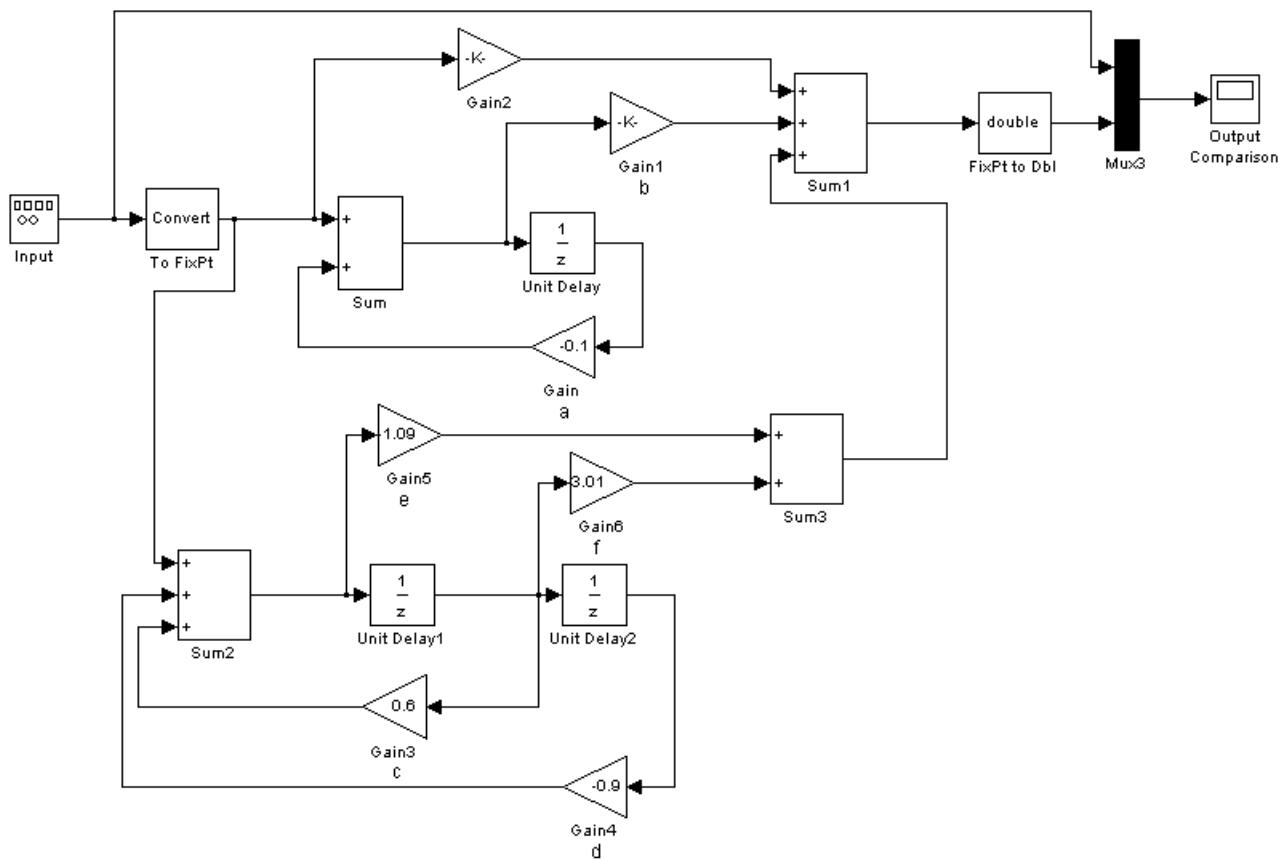 -K-
Gain2
-K-
Gain1
b
+
+
+
Sum1
double
FixPt to Dbl
Mux3
Output
Comparison
Input
Convert
To FixPt
+
+
Sum
1
z
Unit Delay
-0.1
Gain
a
1.09
Gain5
e
3.01
Gain6
f
+
+
Sum3
+
+
+
Sum2
1
z
Unit Delay1
1
z
Unit Delay2
0.6
Gain3
c
-0.9
Gain4
d